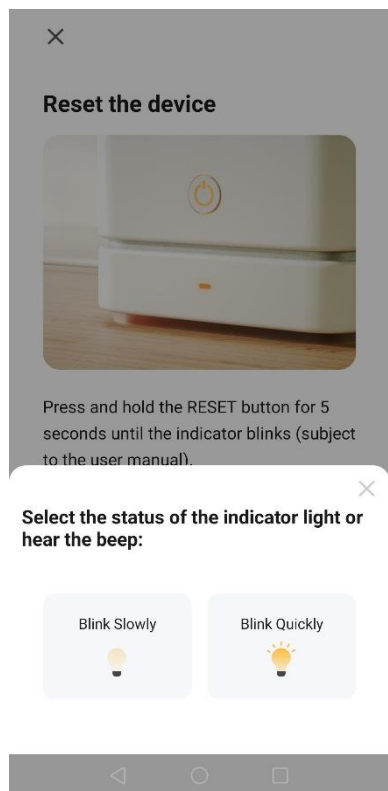 Reset the device
Press and hold the RESET button for 5
seconds until the indicator blinks (subject
to the user manual).
Select the status of the indicator light or
hear the beep:
Blink Slowly
Blink Quickly